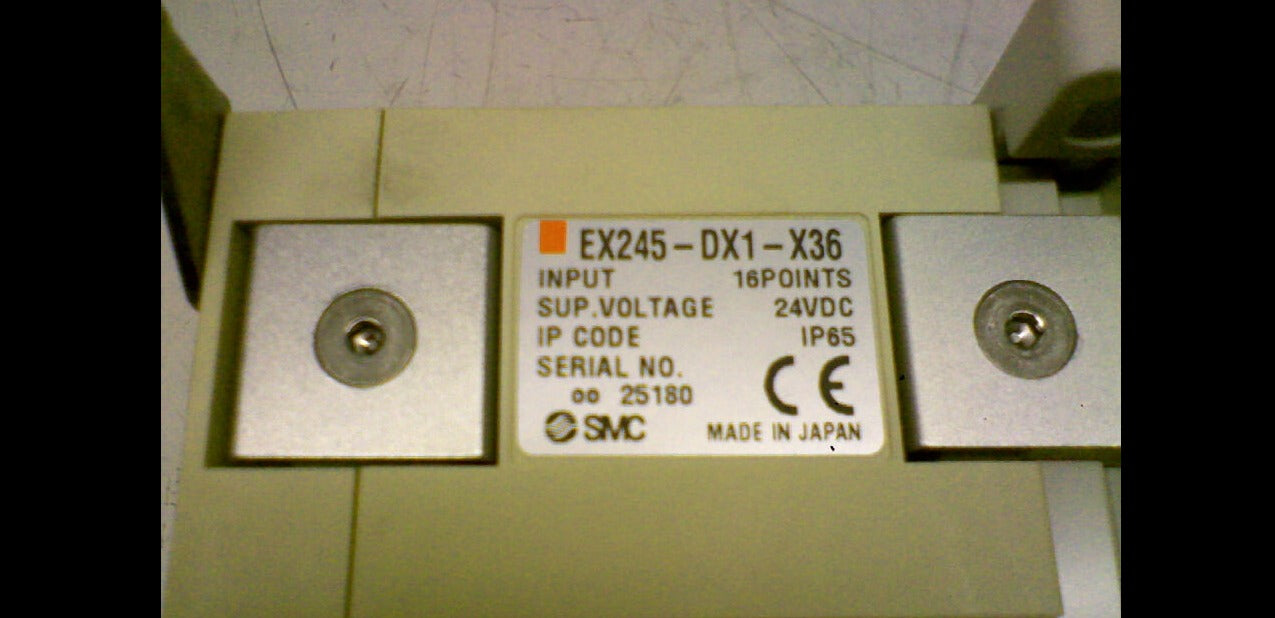 EX245-DX1-X36
INPUT 16POINTS
SUP.VOLTAGE 24VDC
IP CODE IP65
SERIAL NO.
oo 25180
CE
SMC MADE IN JAPAN